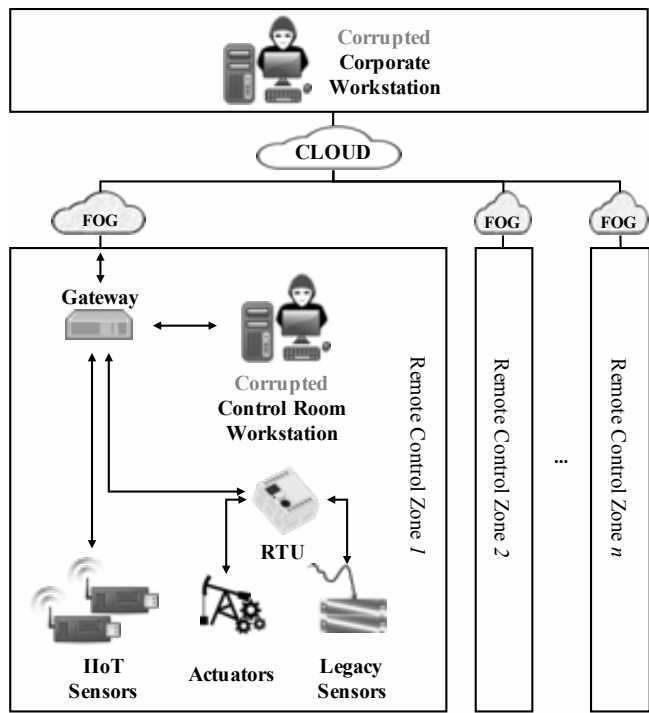 Corrupted
Corporate
Workstation
CLOUD
FOG
FOG
FOG
Gateway
Corrupted
Control Room
Workstation
RTU
IIoT
Sensors
Actuators
Legacy
Sensors
Remote Control Zone 1
Remote Control Zone 2
...
Remote Control Zone n